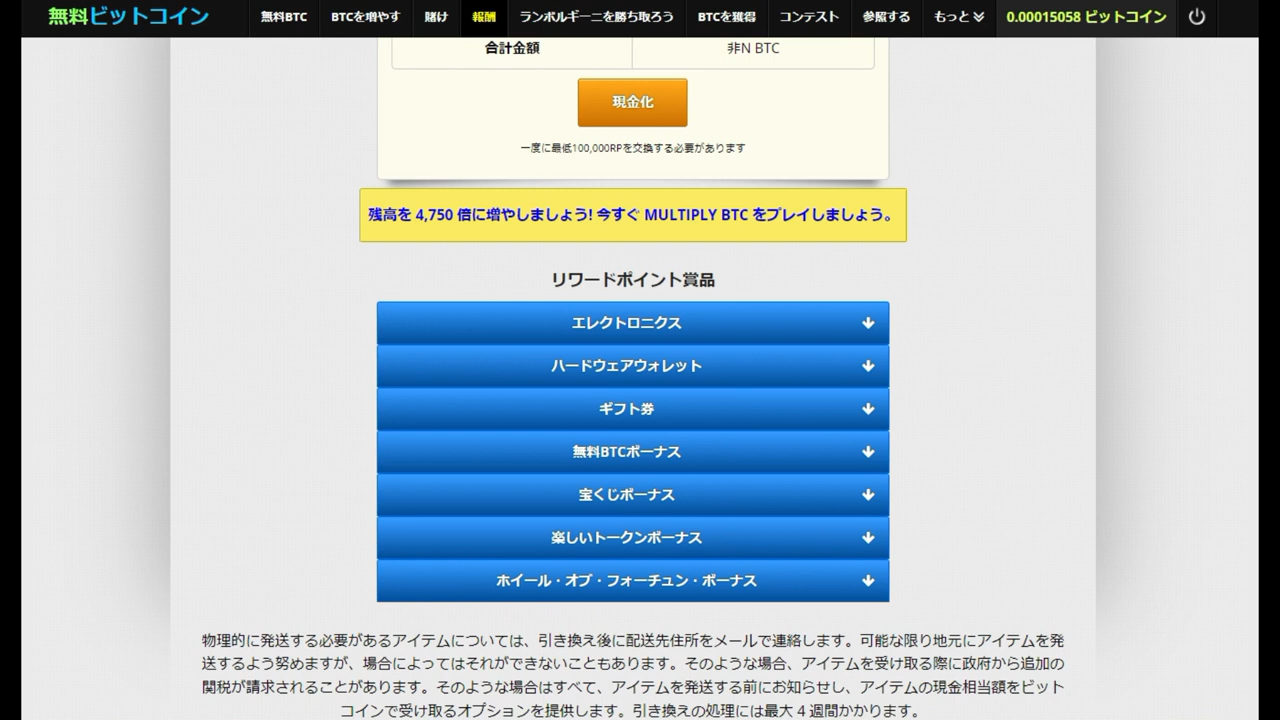 無料ビットコイン 無料BTC BTCを増やす 賭け 報酬 ランボルギーニを勝ち取ろう BTCを獲得 コンテスト 参照する もっと 0.00015058 ビットコイン
合計金額 非N BTC
現金化
一度に最低100,000RPを交換する必要があります
残高を 4,750 倍に増やしましょう! 今すぐ MULTIPLY BTC をプレイしましょう。
リワードポイント賞品
エレクトロニクス
ハードウェアウォレット
ギフト券
無料BTCボーナス
宝くじボーナス
楽しいトークンボーナス
ホイール・オブ・フォーチュン・ボーナス
物理的に発送する必要があるアイテムについては、引き換え後に配送先住所をメールで連絡します。可能な限り地元にアイテムを発
送するよう努めますが、場合によってはそれができないこともあります。そのような場合、アイテムを受け取る際に政府から追加の
関税が請求されることがあります。そのような場合はすべて、アイテムを発送する前にお知らせし、アイテムの現金相当額をビット
コインで受け取るオプションを提供します。引き換えの処理には最大 4 週間かかります。